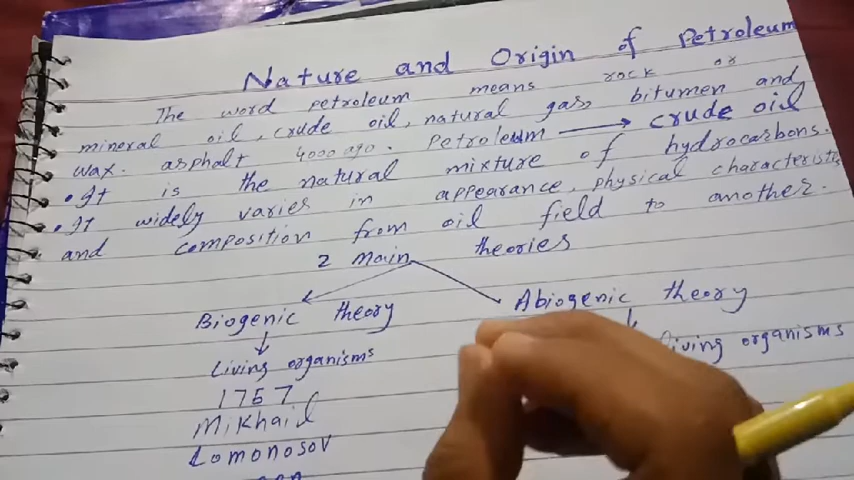 Nature and Origin of Petroleum
The word petroleum means rock or
mineral oil, crude oil, natural gas, bitumen and
wax. asphalt 4000 ago. Petroleum → crude oil
• It is the natural mixture of hydrocarbons.
• It widely varies in appearance, physical characteristics
and composition from oil field to another.
2 main theories
Biogenic theory Abiogenic theory
living organisms living organisms
1757
Mikhail
Lomonosov